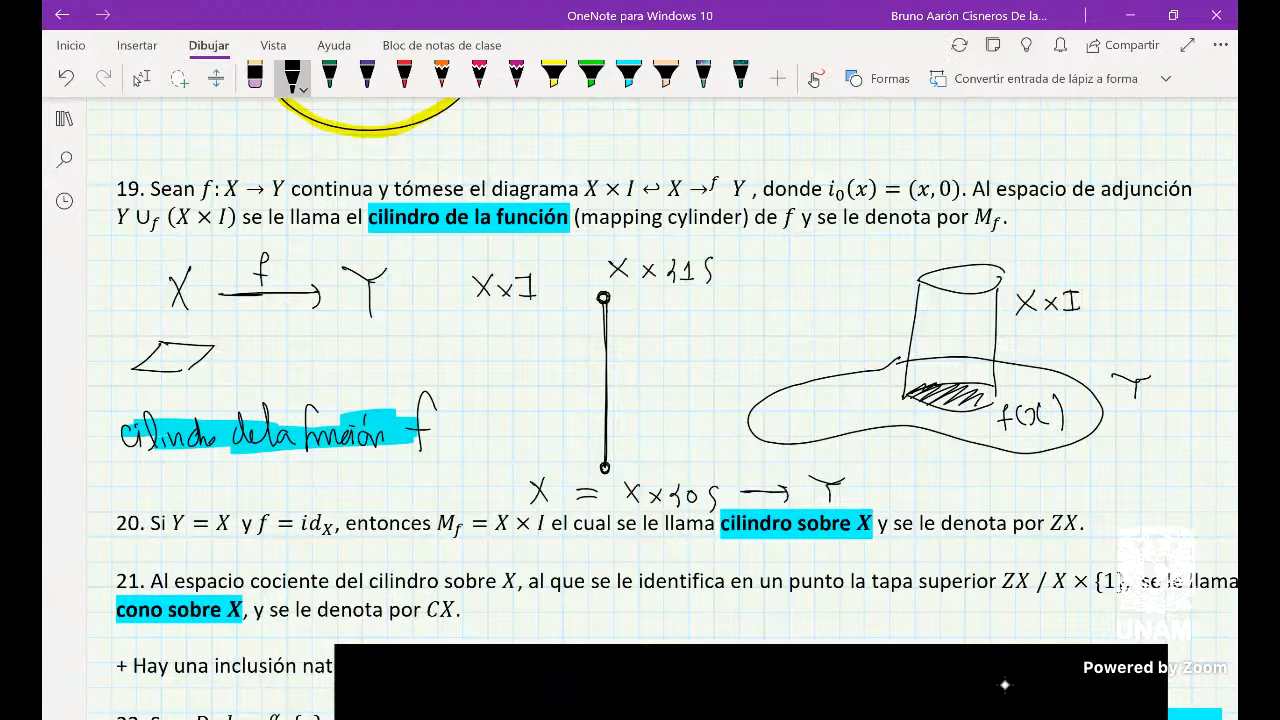 OneNote para Windows 10
Bruno Aarón Cisneros De la...
Inicio Insertar Dibujar Vista Ayuda Bloc de notas de clase
Compartir
Formas
Convertir entrada de lápiz a forma
19. Sean f: X → Y continua y tómese el diagrama X × I ↩ X →ᶠ Y , donde i₀(x) = (x, 0). Al espacio de adjunción
Y ∪_f (X × I) se le llama el cilindro de la función (mapping cylinder) de f y se le denota por M_f.
X f → Y
X×I
X × {1}
X×I
Y
f(X)
cilindro de la función f
X = X×{0} → Y
20. Si Y = X y f = id_X, entonces M_f = X × I el cual se le llama cilindro sobre X y se le denota por ZX.
21. Al espacio cociente del cilindro sobre X, al que se le identifica en un punto la tapa superior ZX / X × {1}, se le llama
cono sobre X, y se le denota por CX.
UNAM
+ Hay una inclusión nat
Powered by Zoom